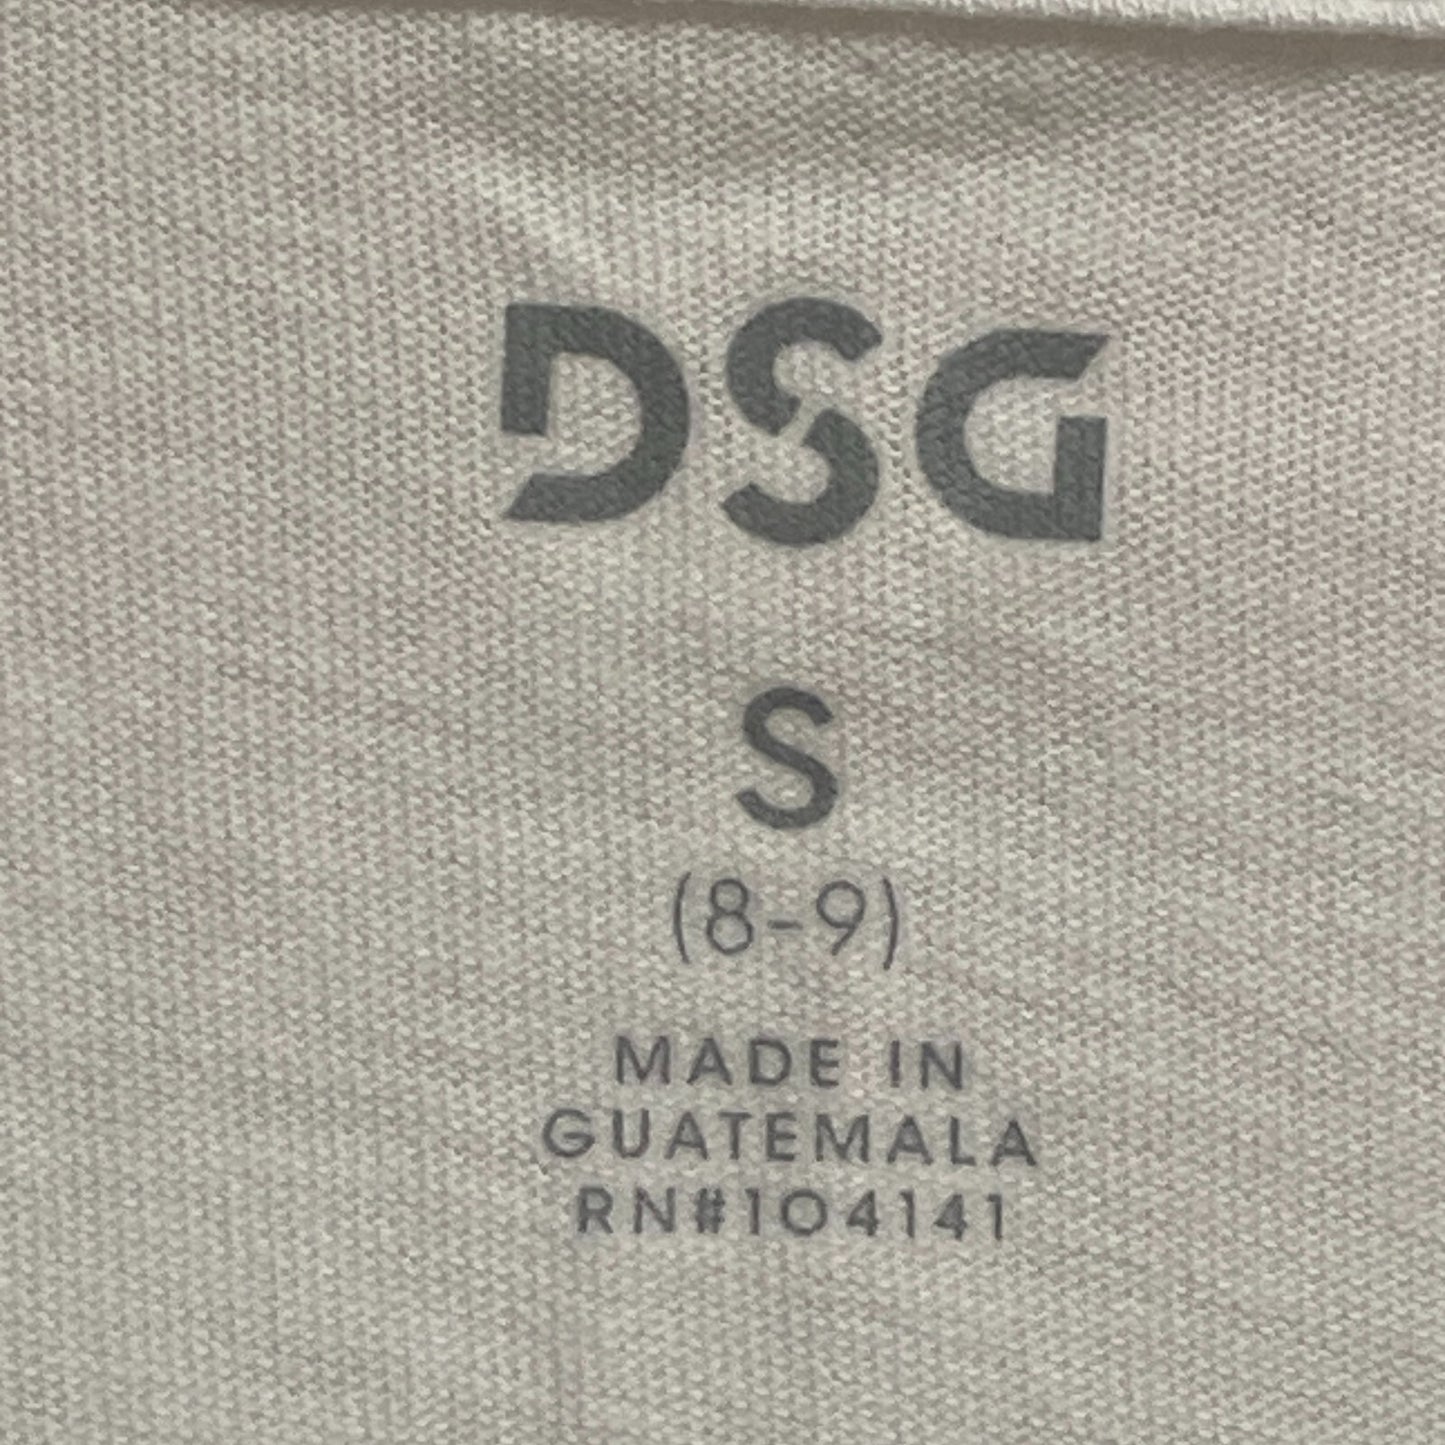 DSG
S
(8-9)
MADE IN
GUATEMALA
RN#104141